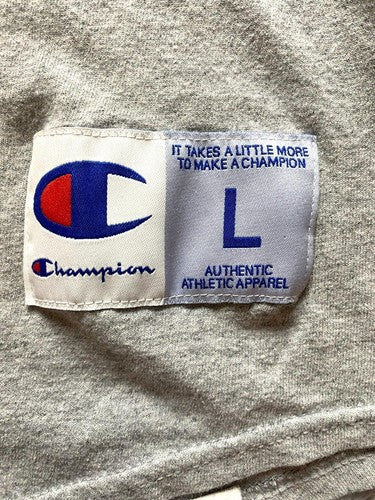 Champion
IT TAKES A LITTLE MORE
TO MAKE A CHAMPION
L
AUTHENTIC
ATHLETIC APPAREL